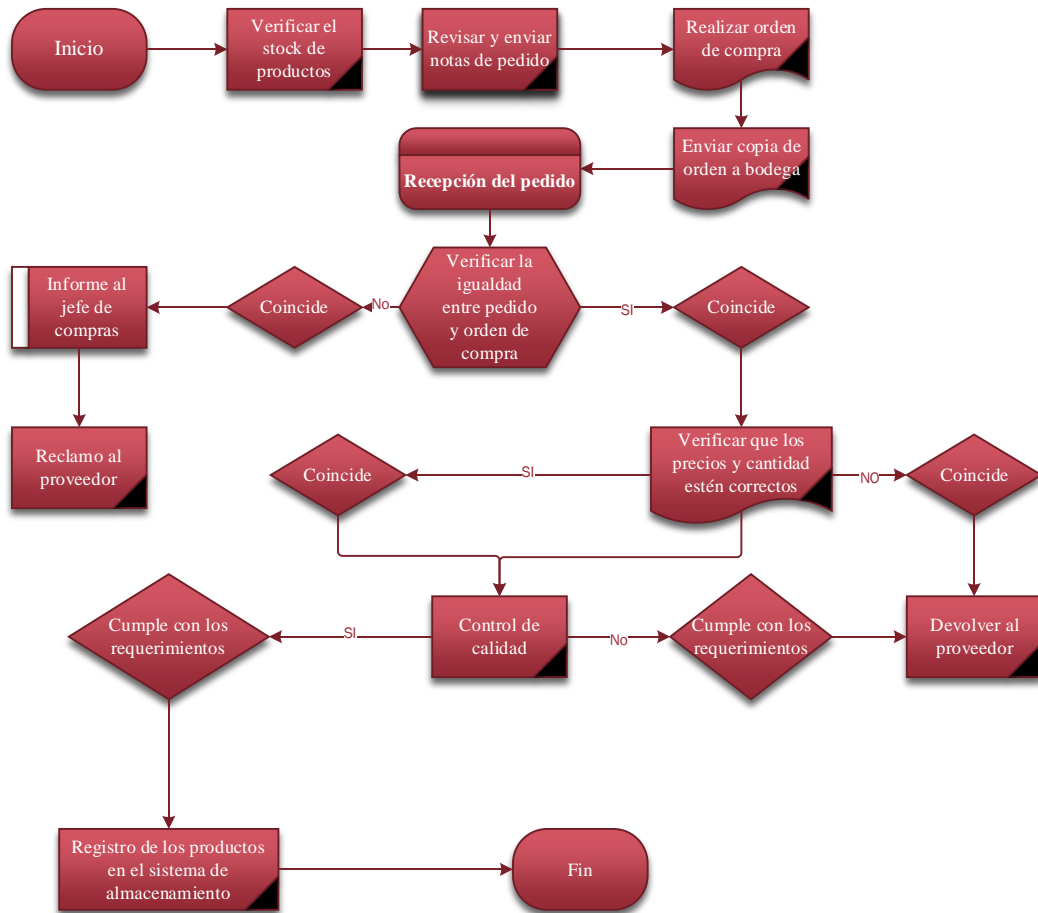 Inicio
Verificar el
stock de
productos
Revisar y enviar
notas de pedido
Realizar orden
de compra
Enviar copia de
orden a bodega
Recepción del pedido
Verificar la
igualdad
entre pedido
y orden de
compra
No
Coincide
Informe al
jefe de
compras
Reclamo al
proveedor
SI
Coincide
Verificar que los
precios y cantidad
estén correctos
SI
Coincide
NO
Coincide
Control de
calidad
SI
Cumple con los
requerimientos
No
Cumple con los
requerimientos
Devolver al
proveedor
Registro de los productos
en el sistema de
almacenamiento
Fin